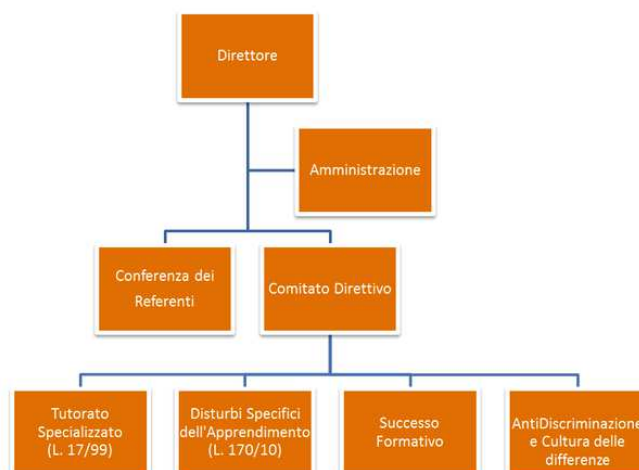 Direttore
Amministrazione
Conferenza dei
Referenti
Comitato Direttivo
Tutorato
Specializzato
(L. 17/99)
Disturbi Specifici
dell'Apprendimento
(L. 170/10)
Successo
Formativo
AntiDiscriminazione
e Cultura delle
differenze